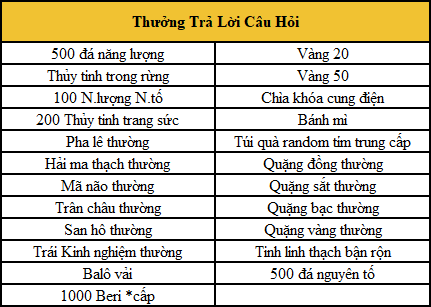 Thưởng Trả Lời Câu Hỏi
500 đá năng lượng Vàng 20
Thủy tinh trong rừng Vàng 50
100 N.lượng N.tố Chìa khóa cung điện
200 Thủy tinh trang sức Bánh mì
Pha lê thường Túi quà random tím trung cấp
Hải ma thạch thường Quặng đồng thường
Mã não thường Quặng sắt thường
Trân châu thường Quặng bạc thường
San hô thường Quặng vàng thường
Trái Kinh nghiệm thường Tinh linh thạch bận rộn
Balô vải 500 đá nguyên tố
1000 Beri *cấp